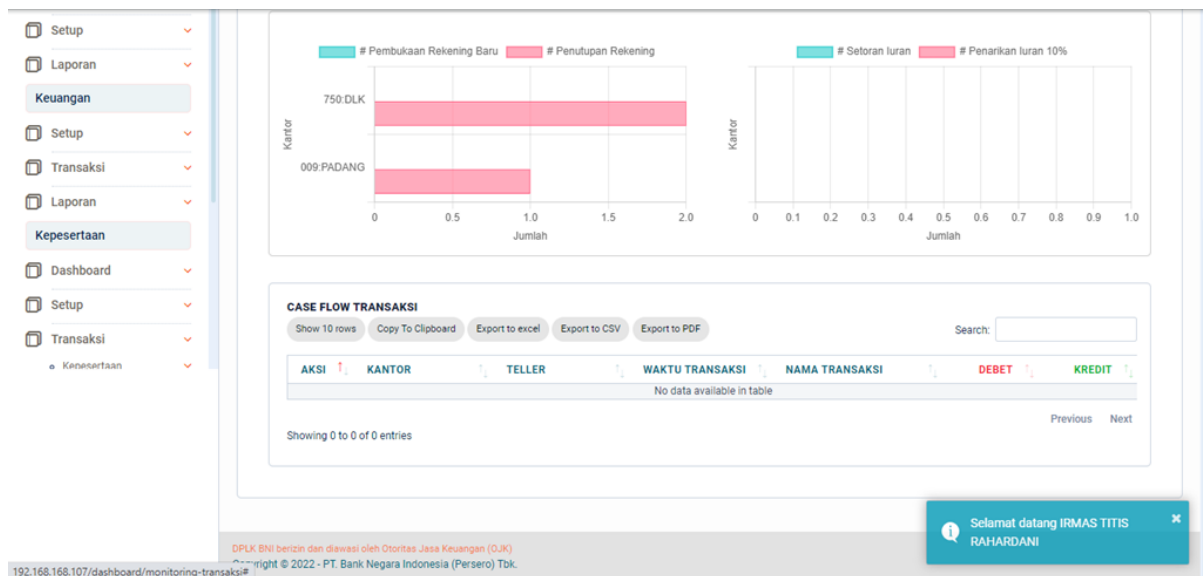 Setup
Laporan
Keuangan
Setup
Transaksi
Laporan
Kepesertaan
Dashboard
Setup
Transaksi
Kepesertaan
# Pembukaan Rekening Baru # Penutupan Rekening
Kantor
750:DLK
009:PADANG
0 0.5 1.0 1.5 2.0
Jumlah
# Setoran Iuran # Penarikan Iuran 10%
Kantor
0 0.1 0.2 0.3 0.4 0.5 0.6 0.7 0.8 0.9 1.0
Jumlah
CASE FLOW TRANSAKSI
Show 10 rows Copy To Clipboard Export to excel Export to CSV Export to PDF Search:
AKSI KANTOR TELLER WAKTU TRANSAKSI NAMA TRANSAKSI DEBET KREDIT
No data available in table
Previous Next
Showing 0 to 0 of 0 entries
Selamat datang IRMAS TITIS
RAHARDANI
DPLK BNI berizin dan diawasi oleh Otoritas Jasa Keuangan (OJK)
Copyright © 2022 - PT. Bank Negara Indonesia (Persero) Tbk.
192.168.168.107/dashboard/monitoring-transaksi#